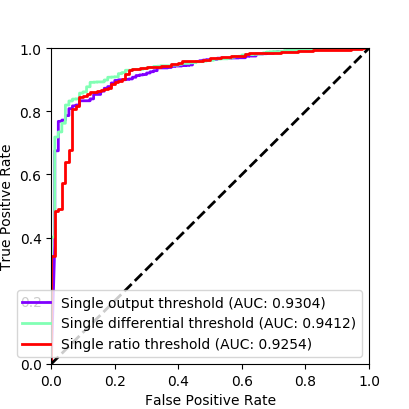 1.0
0.8
0.6
0.4
0.2
0.0
True Positive Rate
Single output threshold (AUC: 0.9304)
Single differential threshold (AUC: 0.9412)
Single ratio threshold (AUC: 0.9254)
0.0 0.2 0.4 0.6 0.8 1.0
False Positive Rate